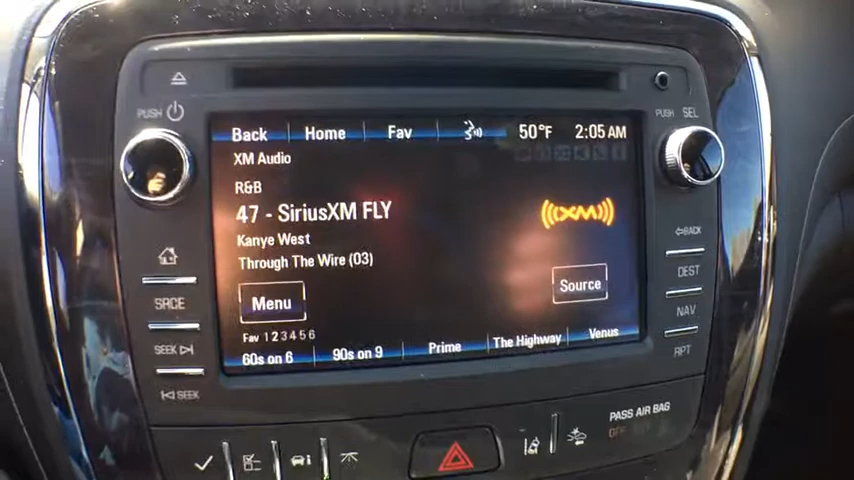 PUSH
Back Home Fav 50°F 2:05 AM
PUSH SEL
XM Audio
R&B
47 - SiriusXM FLY
((XM))
Kanye West
Through The Wire (03)
Menu
Source
Fav 1 2 3 4 5 6
60s on 6 90s on 9 Prime The Highway Venus
SRCE
SEEK
SEEK
BACK
DEST
NAV
RPT
PASS AIR BAG
OFF